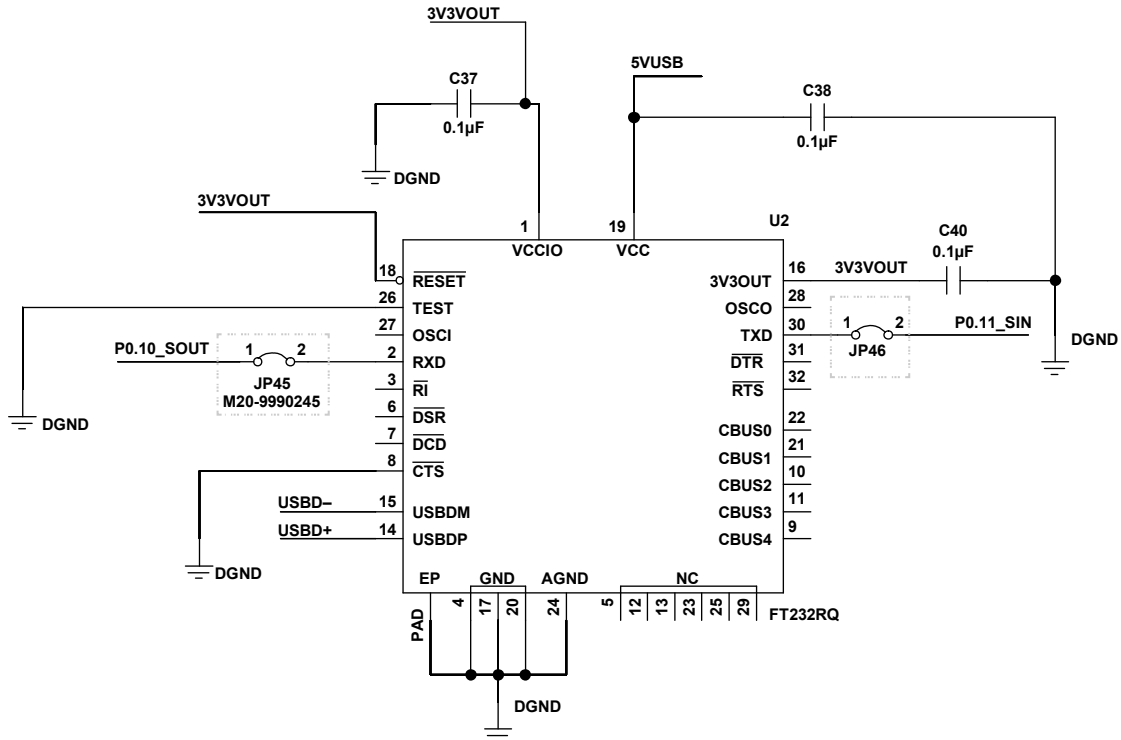 3V3VOUT
C37
0.1µF
DGND
5VUSB
C38
0.1µF
3V3VOUT
1
19
U2
VCCIO
VCC
C40
0.1µF
18
RESET
3V3OUT
16
3V3VOUT
26
TEST
OSCO
28
27
OSCI
TXD
30
1
2
P0.11_SIN
JP46
DGND
P0.10_SOUT
1
2
JP45
M20-9990245
2
RXD
DTR
31
3
RI
RTS
32
6
DSR
CBUS0
22
DGND
7
DCD
CBUS1
21
8
CTS
CBUS2
10
USBD–
15
USBDM
CBUS3
11
USBD+
14
USBDP
CBUS4
9
DGND
EP
GND
AGND
NC
PAD
4
17
20
24
5
12
13
23
25
29
FT232RQ
DGND